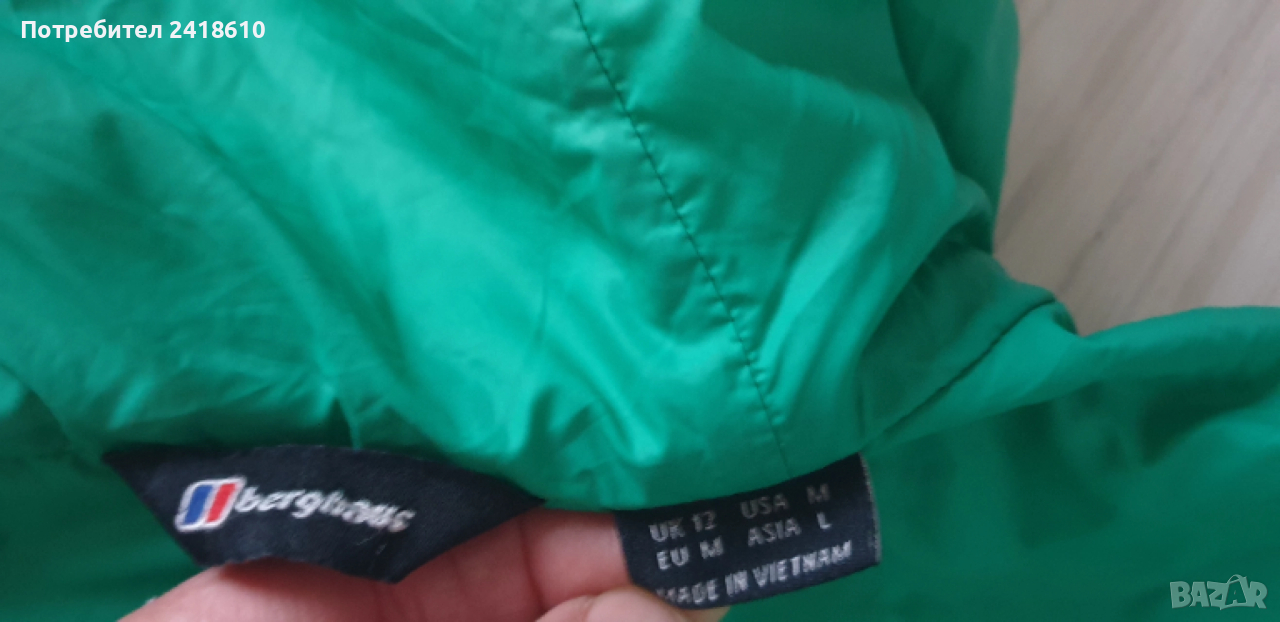 Потребител 2418610
berghaus
UK 12 USA M
EU M ASIA L
MADE IN VIETNAM
BAZAR